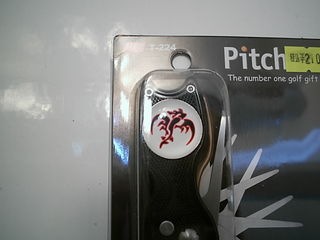 T-224
Pitch
The number one golf gift